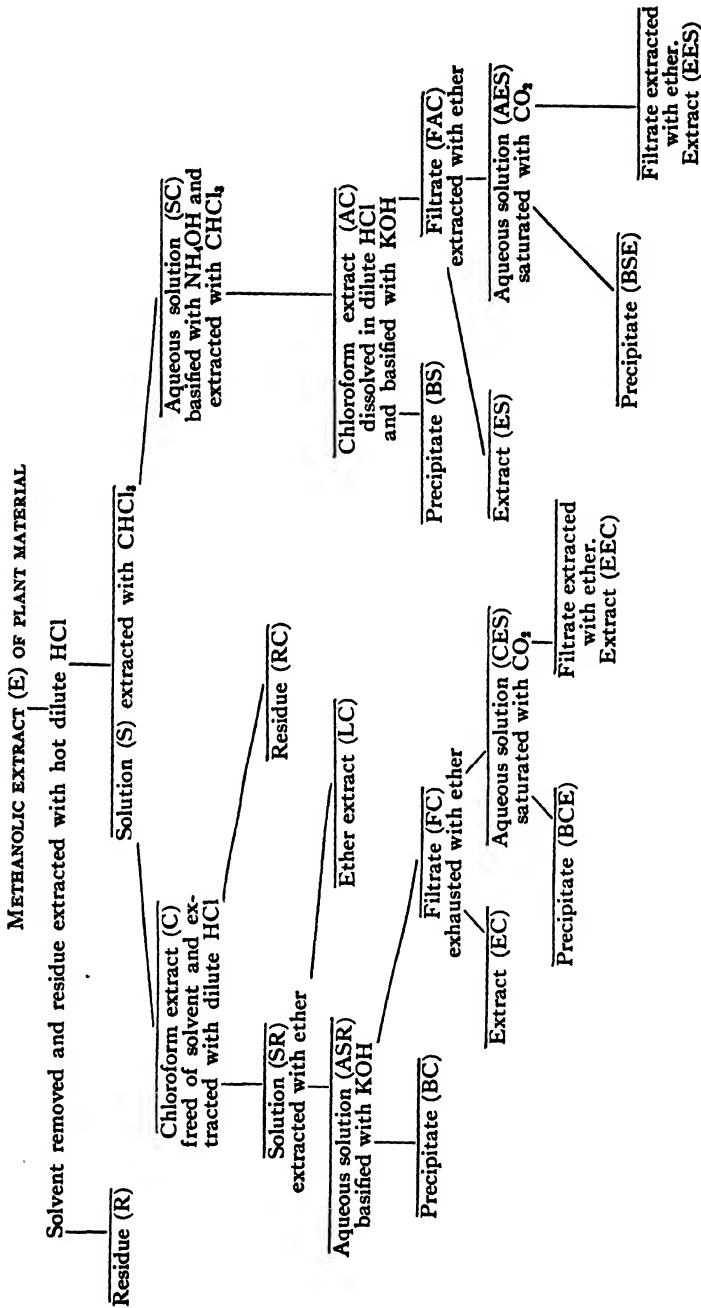 METHANOLIC EXTRACT (E) OF PLANT MATERIAL
Solvent removed and residue extracted with hot dilute HCl
Residue (R)
Solution (S) extracted with CHCl₃
Chloroform extract (C)
freed of solvent and ex-
tracted with dilute HCl
Aqueous solution (SC)
basified with NH₄OH and
extracted with CHCl₃
Residue (RC)
Solution (SR)
extracted with ether
Ether extract (LC)
Aqueous solution (ASR)
basified with KOH
Precipitate (BC)
Filtrate (FC)
exhausted with ether
Extract (EC)
Aqueous solution (CES)
saturated with CO₂
Precipitate (BCE)
Filtrate extracted
with ether.
Extract (EEC)
Chloroform extract (AC)
dissolved in dilute HCl
and basified with KOH
Precipitate (BS)
Filtrate (FAC)
extracted with ether
Extract (ES)
Aqueous solution (AES)
saturated with CO₂
Precipitate (BSE)
Filtrate extracted
with ether.
Extract (EES)